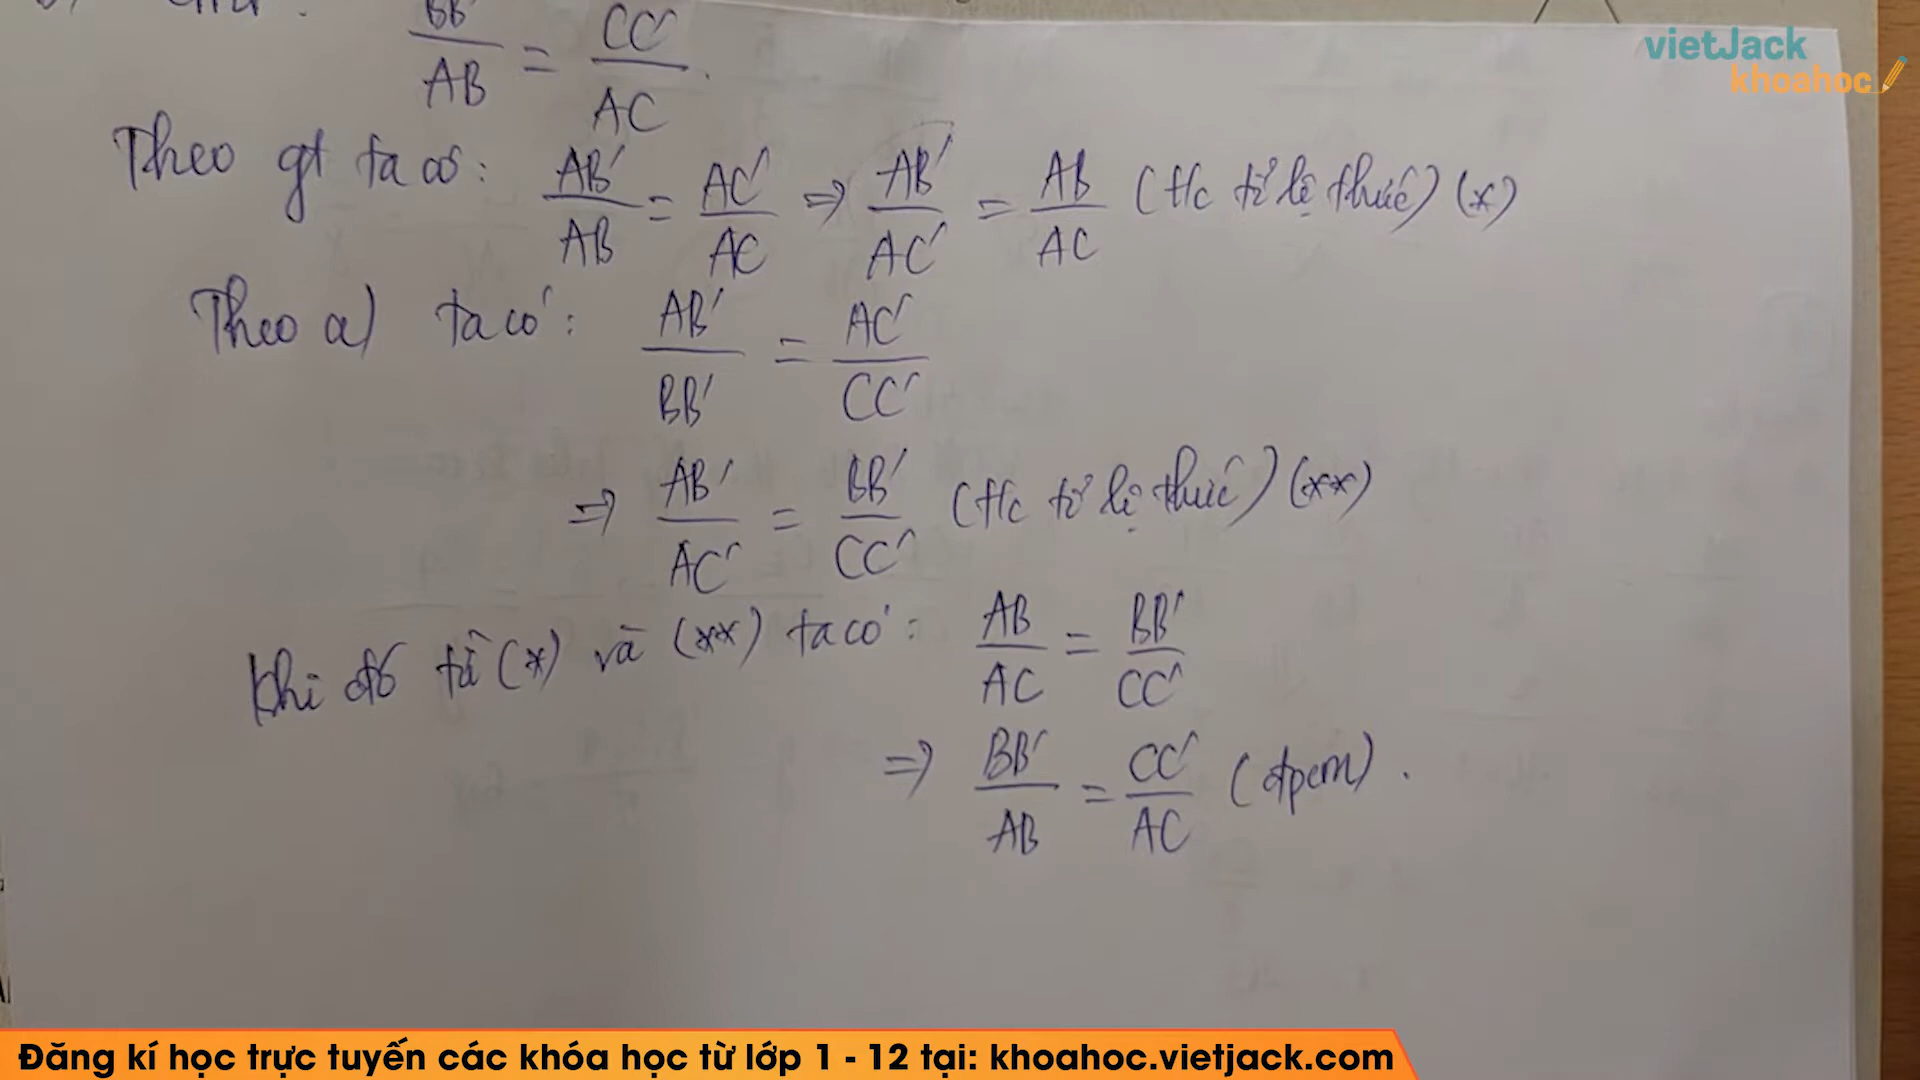 BB'/AB = CC'/AC.
Theo gt ta có: AB'/AB = AC'/AC => AB'/AC' = AB/AC (t/c tỉ lệ thức) (*)
Theo a) ta có: AB'/BB' = AC'/CC'
=> AB'/AC' = BB'/CC' (t/c tỉ lệ thức) (**)
Khi đó từ (*) và (**) ta có: AB/AC = BB'/CC'
=> BB'/AB = CC'/AC (đpcm).
vietJack
khoahoc
Đăng kí học trực tuyến các khóa học từ lớp 1 - 12 tại: khoahoc.vietjack.com